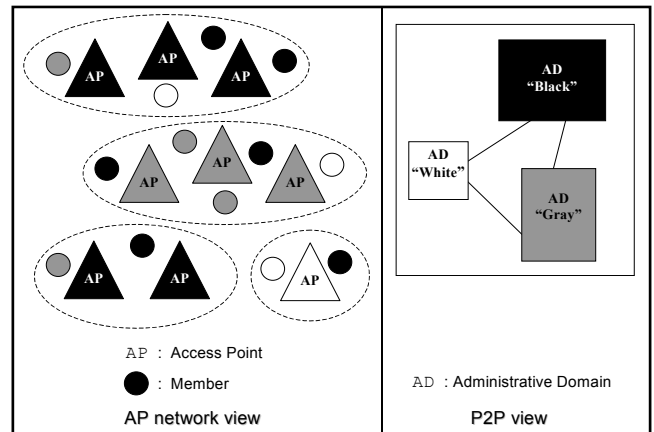 AP
AP
AP
AP
AP
AP
AP
AP
AP
AP : Access Point
: Member
AP network view
AD
“Black”
AD
“White”
AD
“Gray”
AD : Administrative Domain
P2P view